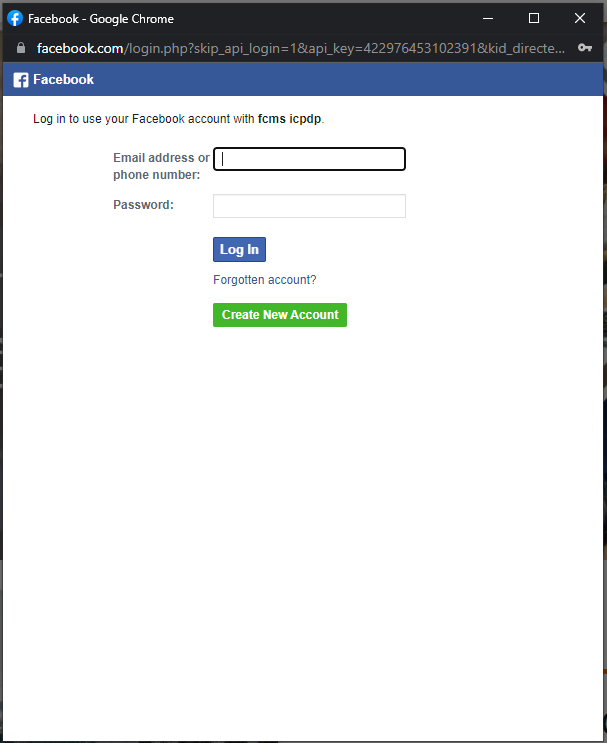 Facebook - Google Chrome
facebook.com/login.php?skip_api_login=1&api_key=422976453102391&kid_directe...
Facebook
Log in to use your Facebook account with fcms icpdp.
Email address or
phone number:
Password:
Log In
Forgotten account?
Create New Account